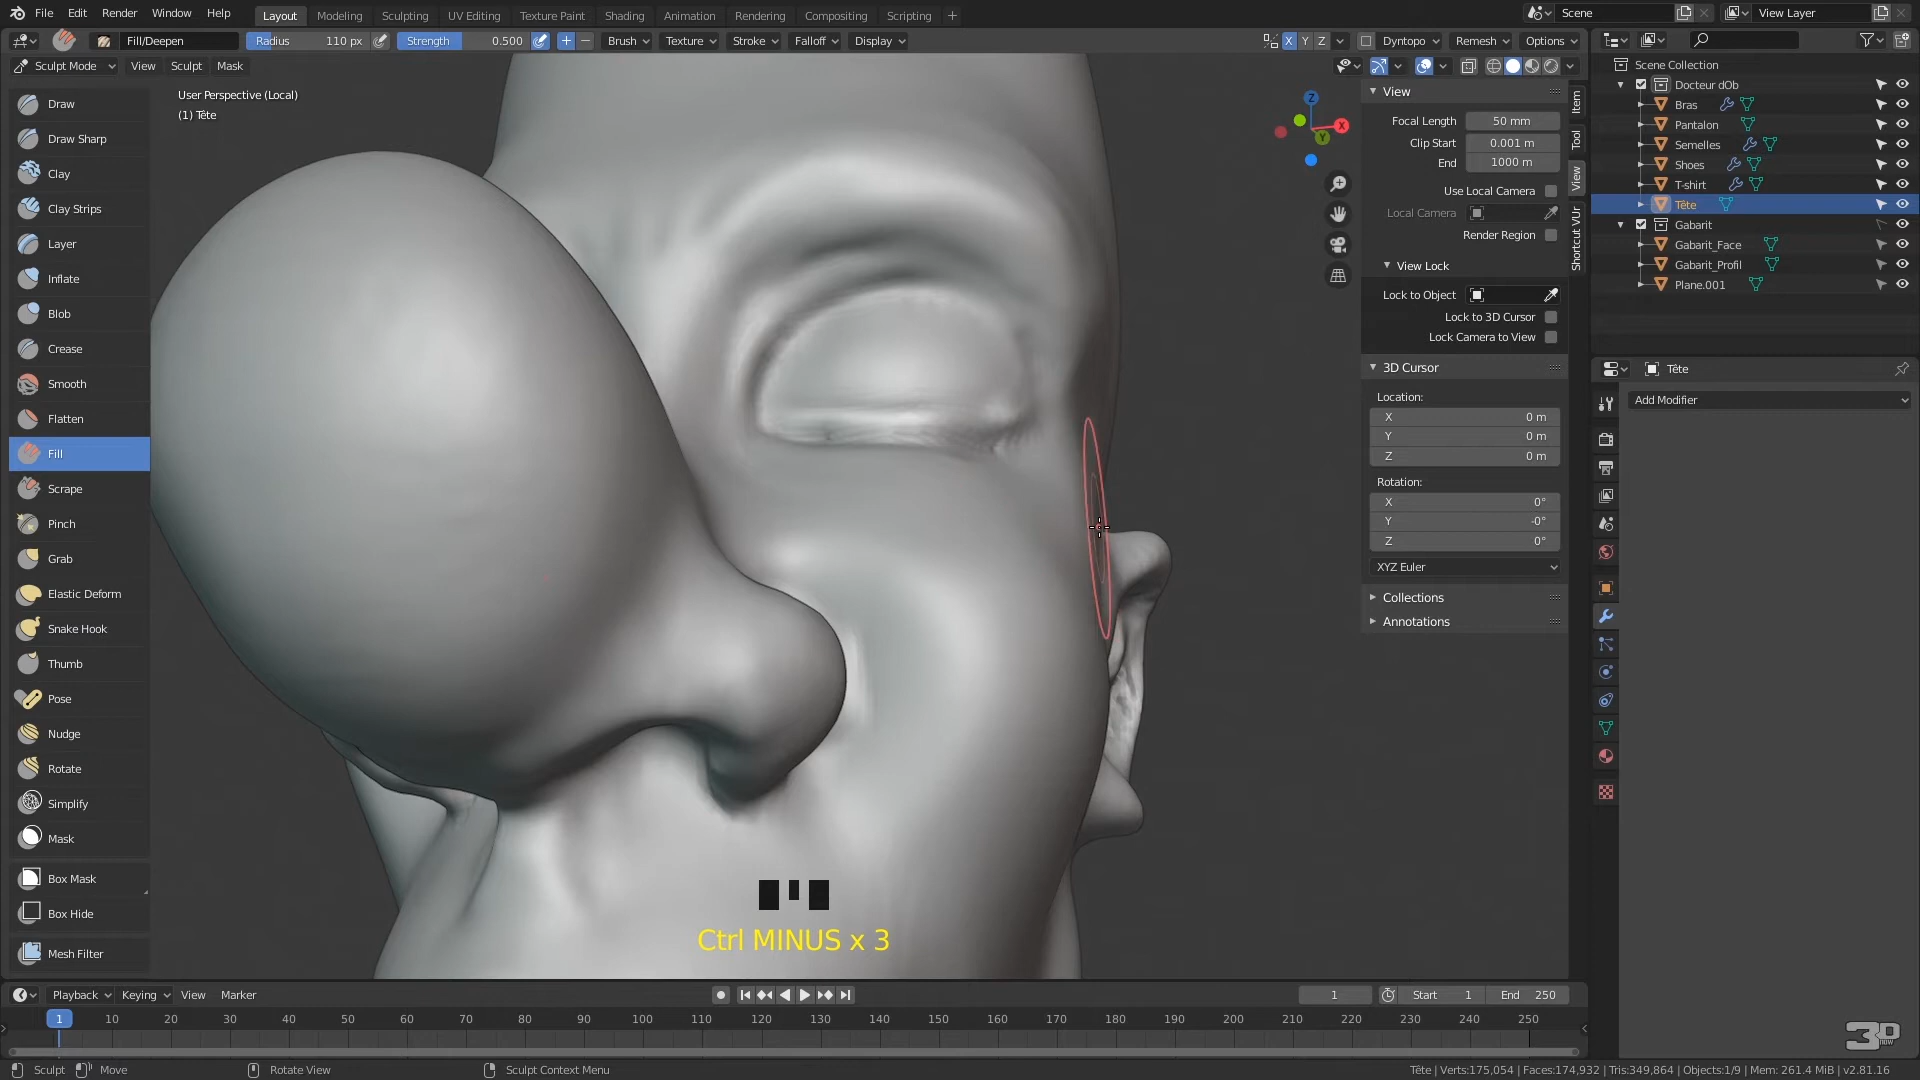 File Edit Render Window Help Layout Modeling Sculpting UV Editing Texture Paint Shading Animation Rendering Compositing Scripting + Scene View Layer
Fill/Deepen Radius 110 px Strength 0.500 Brush Texture Stroke Falloff Display X Y Z Dyntopo Remesh Options
Sculpt Mode View Sculpt Mask
User Perspective (Local)
(1) Tête
Draw
Draw Sharp
Clay
Clay Strips
Layer
Inflate
Blob
Crease
Smooth
Flatten
Fill
Scrape
Pinch
Grab
Elastic Deform
Snake Hook
Thumb
Pose
Nudge
Rotate
Simplify
Mask
Box Mask
Box Hide
Mesh Filter
Z
X
Y
View
Focal Length 50 mm
Clip Start 0.001 m
End 1000 m
Use Local Camera
Local Camera
Render Region
View Lock
Lock to Object
Lock to 3D Cursor
Lock Camera to View
3D Cursor
Location:
X 0 m
Y 0 m
Z 0 m
Rotation:
X 0°
Y -0°
Z 0°
XYZ Euler
Collections
Annotations
Item
Tool
View
Shortcut VUr
Scene Collection
Docteur dOb
Bras
Pantalon
Semelles
Shoes
T-shirt
Tête
Gabarit
Gabarit_Face
Gabarit_Profil
Plane.001
Tête
Add Modifier
Ctrl MINUS x 3
Playback Keying View Marker 1 Start 1 End 250
1 10 20 30 40 50 60 70 80 90 100 110 120 130 140 150 160 170 180 190 200 210 220 230 240 250
3D now
Sculpt Move Rotate View Sculpt Context Menu Tête | Verts:175,054 | Faces:174,932 | Tris:349,864 | Objects:1/9 | Mem: 261.4 MiB | v2.81.16